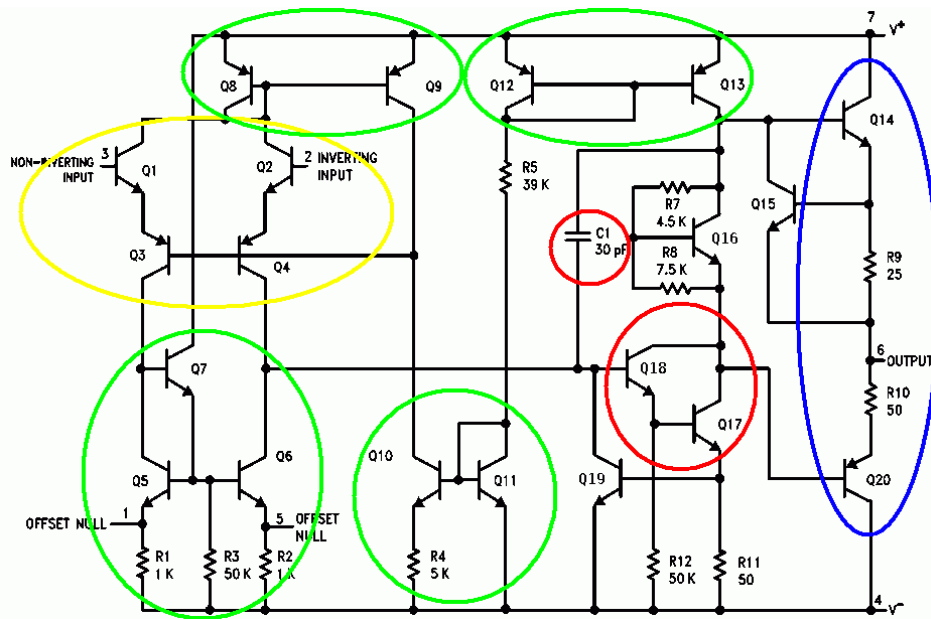 7
V+
Q8
Q9
Q12
Q13
Q14
3
NON-INVERTING
INPUT
Q1
Q2
2
INVERTING
INPUT
R5
39 K
Q15
R7
4.5 K
C1
30 pF
Q16
R8
7.5 K
R9
25
Q3
Q4
6
OUTPUT
Q7
Q18
R10
50
Q17
Q5
Q6
Q10
Q11
Q19
Q20
OFFSET NULL
1
5
OFFSET
NULL
R1
1 K
R3
50 K
R2
1 K
R4
5 K
R12
50 K
R11
50
4
V-